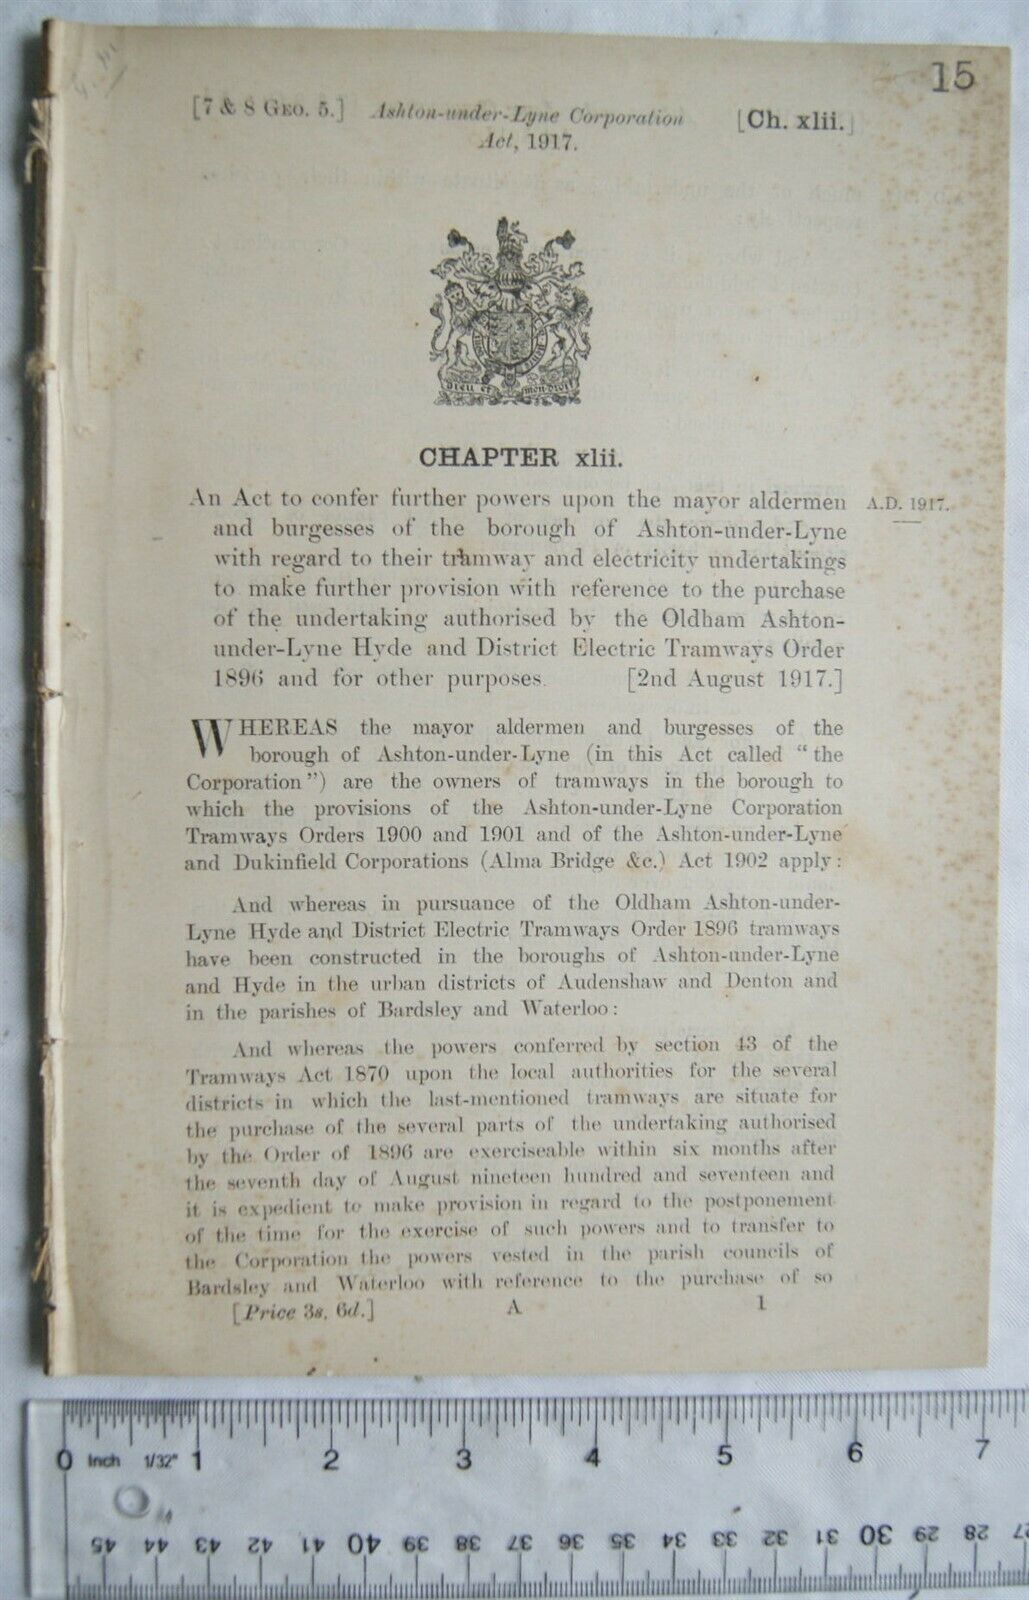 15
[7 & 8 GEO. 5.] Ashton-under-Lyne Corporation [Ch. xlii.]
Act, 1917.
DIEU ET MON DROIT
CHAPTER xlii.
An Act to confer further powers upon the mayor aldermen A.D. 1917.
and burgesses of the borough of Ashton-under-Lyne
with regard to their tramway and electricity undertakings
to make further provision with reference to the purchase
of the undertaking authorised by the Oldham Ashton-
under-Lyne Hyde and District Electric Tramways Order
1896 and for other purposes. [2nd August 1917.]
WHEREAS the mayor aldermen and burgesses of the
borough of Ashton-under-Lyne (in this Act called "the
Corporation") are the owners of tramways in the borough to
which the provisions of the Ashton-under-Lyne Corporation
Tramways Orders 1900 and 1901 and of the Ashton-under-Lyne
and Dukinfield Corporations (Alma Bridge &c.) Act 1902 apply:
And whereas in pursuance of the Oldham Ashton-under-
Lyne Hyde and District Electric Tramways Order 1896 tramways
have been constructed in the boroughs of Ashton-under-Lyne
and Hyde in the urban districts of Audenshaw and Denton and
in the parishes of Bardsley and Waterloo:
And whereas the powers conferred by section 43 of the
Tramways Act 1870 upon the local authorities for the several
districts in which the last-mentioned tramways are situate for
the purchase of the several parts of the undertaking authorised
by the Order of 1896 are exerciseable within six months after
the seventh day of August nineteen hundred and seventeen and
it is expedient to make provision in regard to the postponement
of the time for the exercise of such powers and to transfer to
the Corporation the powers vested in the parish councils of
Bardsley and Waterloo with reference to the purchase of so
[Price 3s. 6d.] A 1
0 Inch 1/32" 1 2 3 4 5 6 7
45 44 43 42 41 40 39 38 37 36 35 34 33 32 31 30 29 28 27